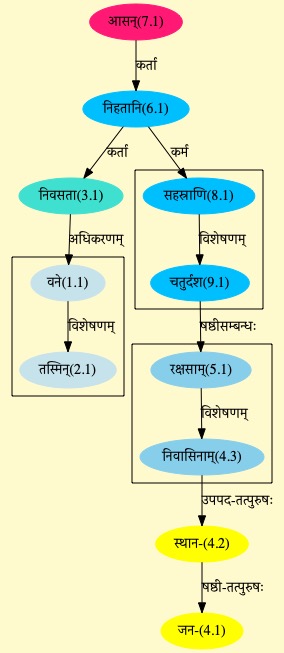 आसन्(7.1)
कर्ता
निहतानि(6.1)
कर्ता कर्म
निवसता(3.1) सहस्राणि(8.1)
अधिकरणम् विशेषणम्
वने(1.1) चतुर्दश(9.1)
विशेषणम् षष्ठीसम्बन्धः
तस्मिन्(2.1) रक्षसाम्(5.1)
विशेषणम्
निवासिनाम्(4.3)
उपपद-तत्पुरुषः
स्थान-(4.2)
षष्ठी-तत्पुरुषः
जन-(4.1)